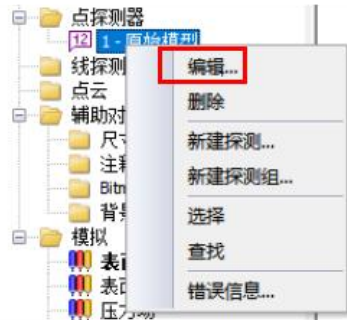 点探测器
12 1 - 原始模型
线探测
编辑...
点云
删除
辅助对
尺
新建探测...
注释
新建探测组...
Bitm
背景
选择
模拟
查找
表面
表面
错误信息...
压力场